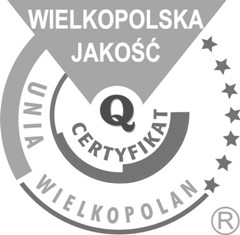 WIELKOPOLSKA
JAKOŚĆ
Q
CERTYFIKAT
UNIA WIELKOPOLAN
®